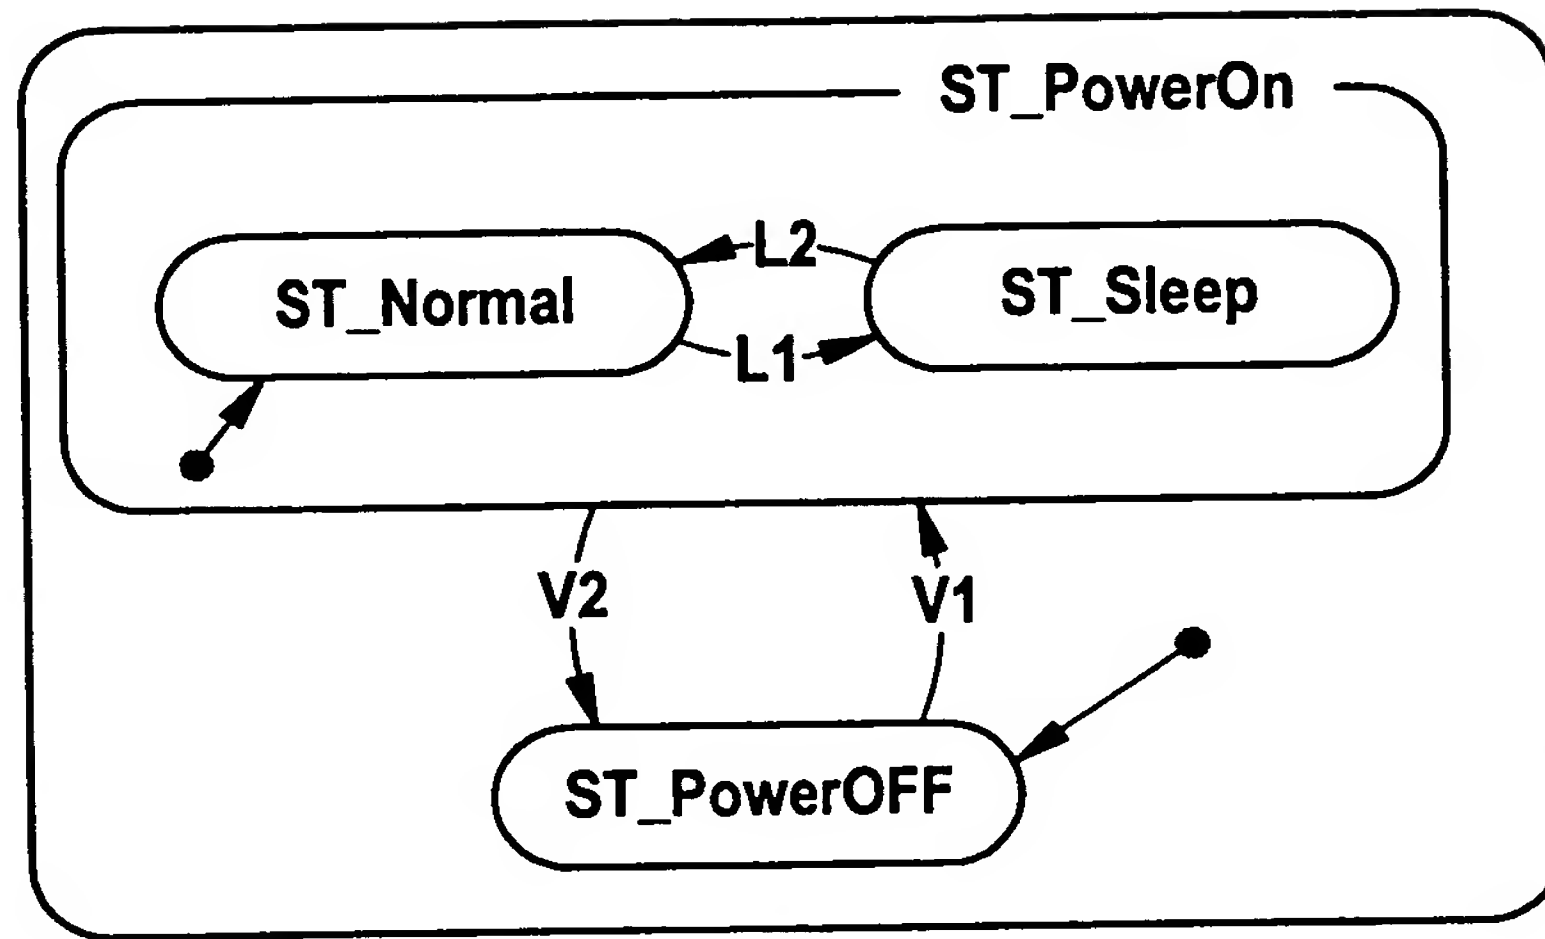 ST_PowerOn
L2
ST_Normal
ST_Sleep
L1
V2
V1
ST_PowerOFF